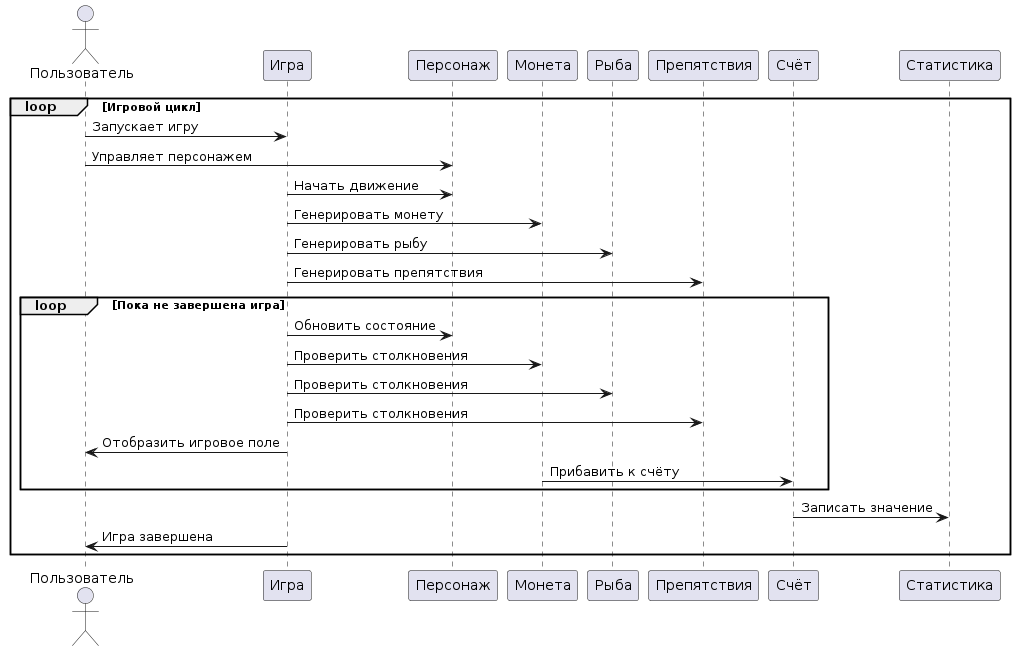 Пользователь
Игра
Персонаж
Монета
Рыба
Препятствия
Счёт
Статистика
loop
[Игровой цикл]
Запускает игру
Управляет персонажем
Начать движение
Генерировать монету
Генерировать рыбу
Генерировать препятствия
loop
[Пока не завершена игра]
Обновить состояние
Проверить столкновения
Проверить столкновения
Проверить столкновения
Отобразить игровое поле
Прибавить к счёту
Записать значение
Игра завершена
Пользователь
Игра
Персонаж
Монета
Рыба
Препятствия
Счёт
Статистика